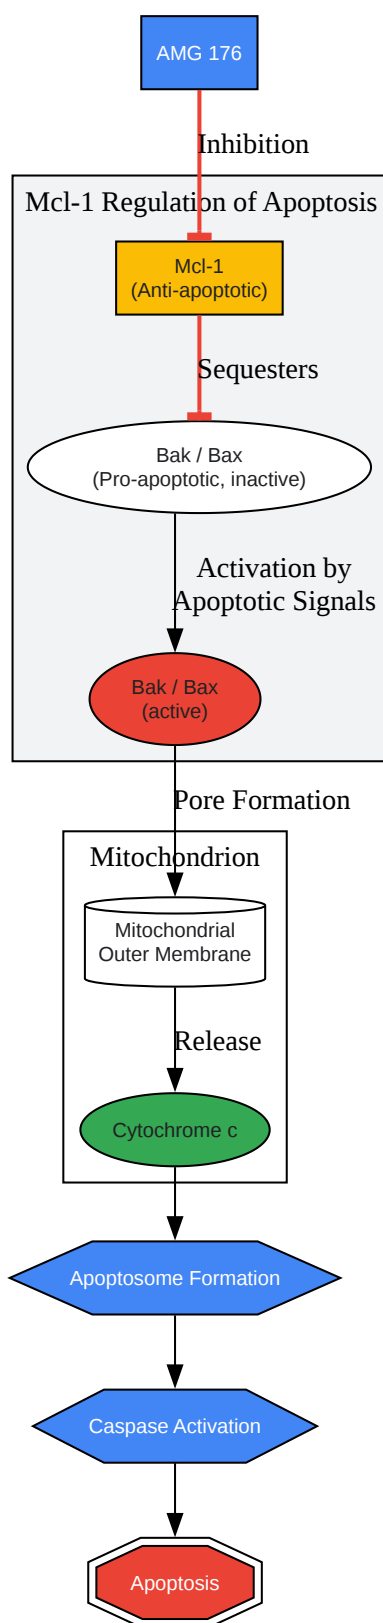 AMG 176
Inhibition
Mcl-1 Regulation of Apoptosis
Mcl-1
(Anti-apoptotic)
Sequesters
Bak / Bax
(Pro-apoptotic, inactive)
Activation by
Apoptotic Signals
Bak / Bax
(active)
Pore Formation
Mitochondrion
Mitochondrial
Outer Membrane
Release
Cytochrome c
Apoptosome Formation
Caspase Activation
Apoptosis